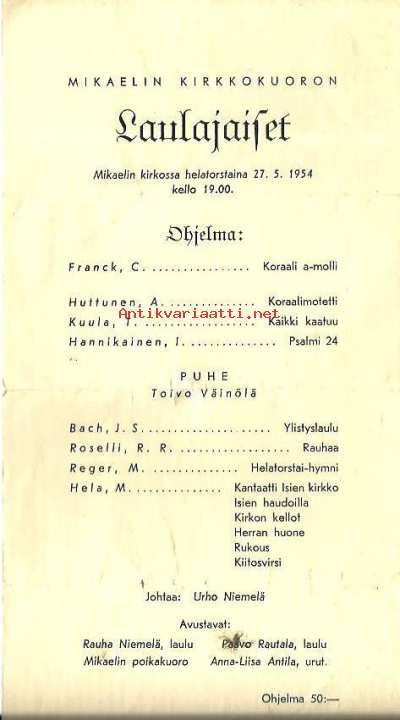 MIKAELIN KIRKKOKUORON
Laulajaiset
Mikaelin kirkossa helatorstaina 27. 5. 1954
kello 19.00.
Ohjelma:
Franck, C. ................ Koraali a-molli
Huttunen, A. .............. Koraalimotetti
Antikvariaatti.net
Kuula, T. .................. Kaikki kaatuu
Hannikainen, I. .............. Psalmi 24
PUHE
Toivo Väinölä
Bach, J. S. .................... Ylistyslaulu
Roselli, R. R. .................. Rauhaa
Reger, M. ............... Helatorstai-hymni
Hela, M. .............. Kantaatti Isien kirkko
Isien haudoilla
Kirkon kellot
Herran huone
Rukous
Kiitosvirsi
Johtaa: Urho Niemelä
Avustavat:
Rauha Niemelä, laulu Paavo Rautala, laulu
Mikaelin poikakuoro Anna-Liisa Antila, urut.
Ohjelma 50:—